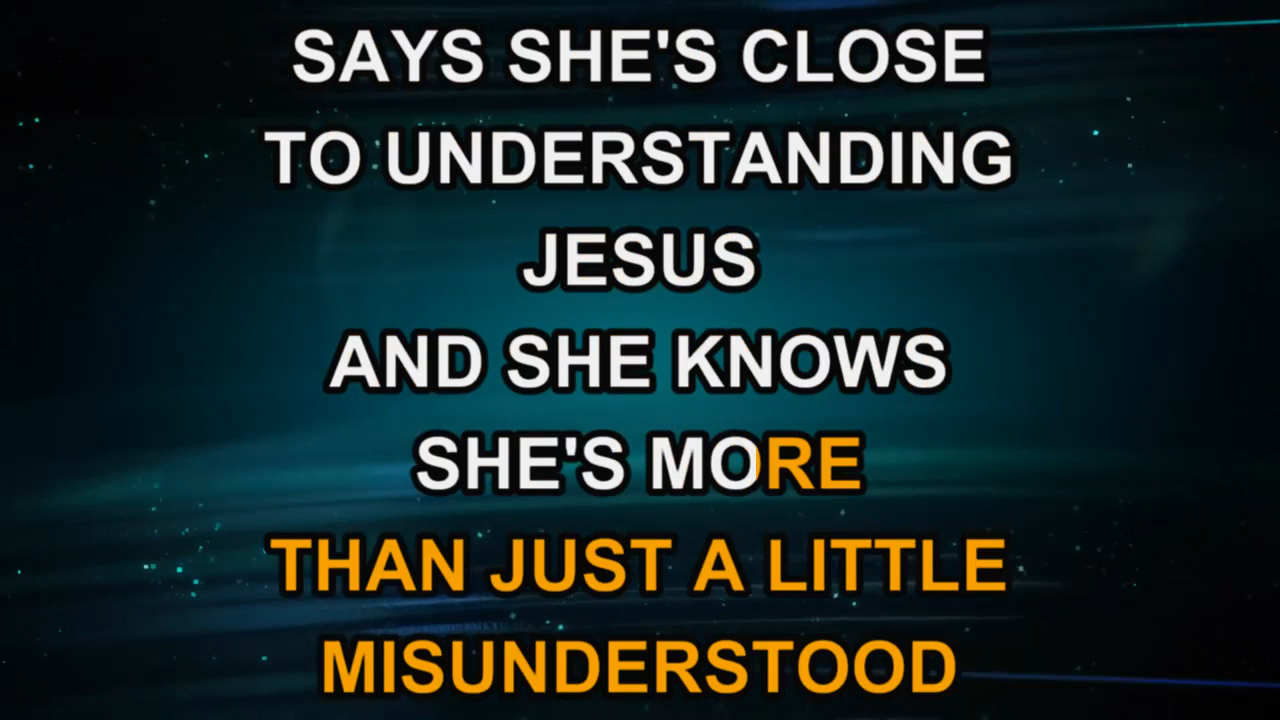 SAYS SHE'S CLOSE
TO UNDERSTANDING
JESUS
AND SHE KNOWS
SHE'S MORE
THAN JUST A LITTLE
MISUNDERSTOOD